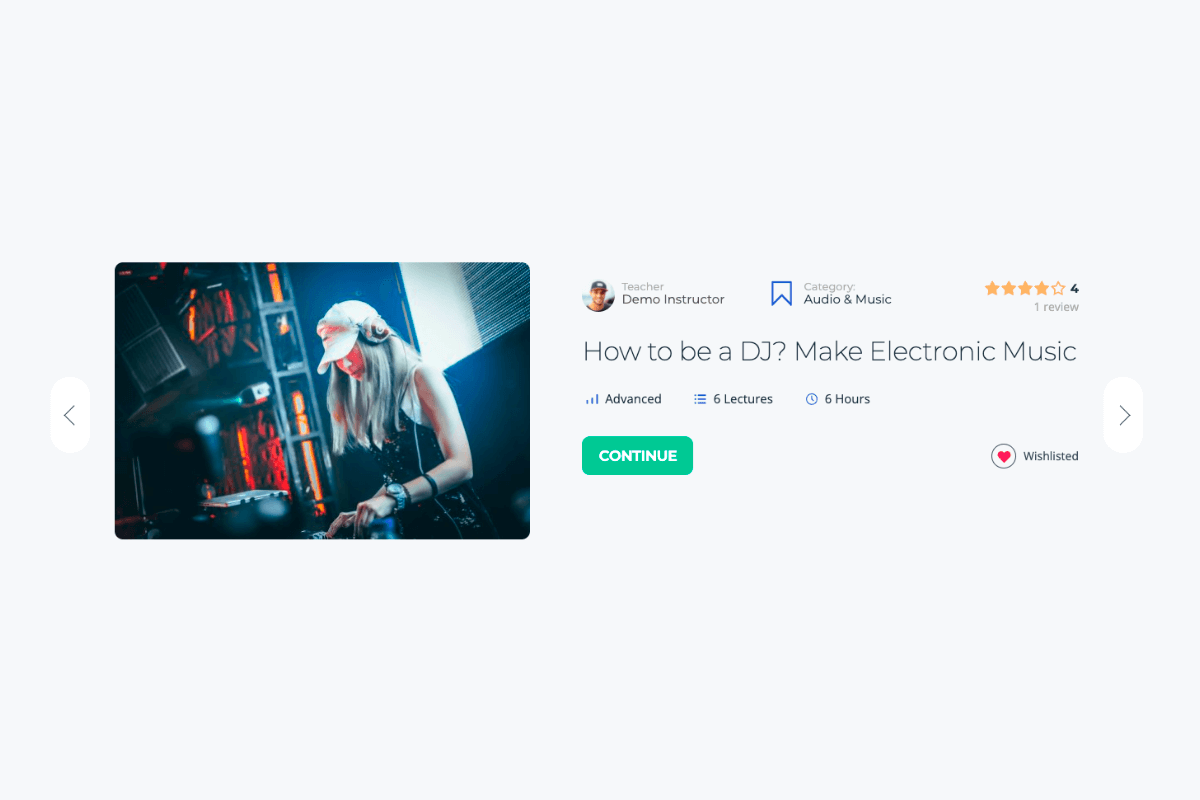 Teacher
Demo Instructor
Category:
Audio & Music
4
1 review
How to be a DJ? Make Electronic Music
Advanced
6 Lectures
6 Hours
CONTINUE
Wishlisted